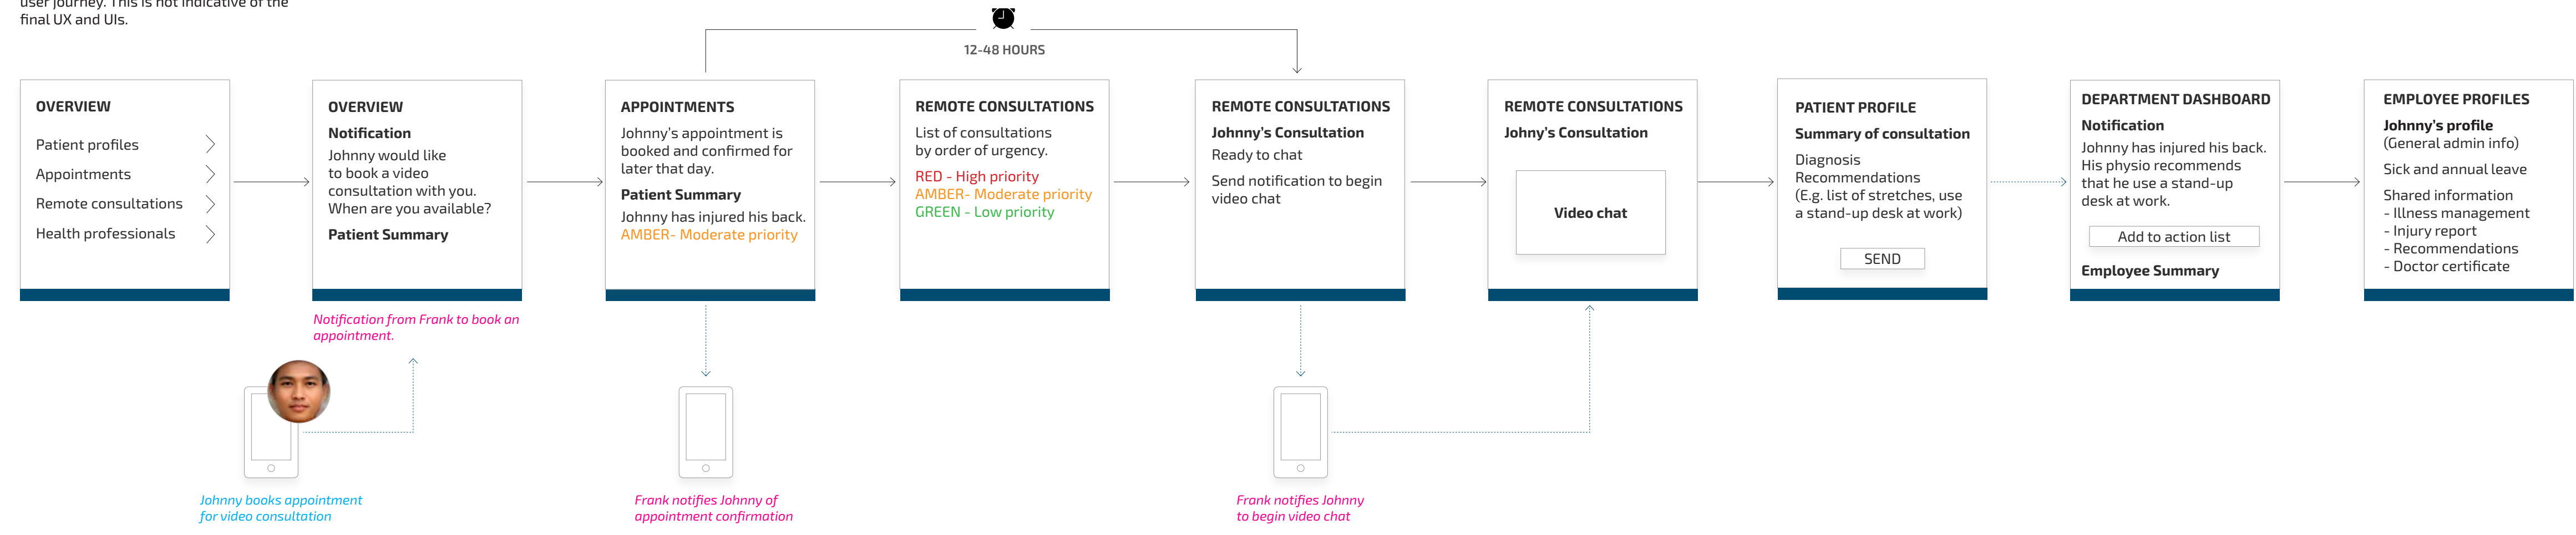 user journey. This is not indicative of the
final UX and UIs.
12-48 HOURS
OVERVIEW
Patient profiles
Appointments
Remote consultations
Health professionals
OVERVIEW
Notification
Johnny would like
to book a video
consultation with you.
When are you available?
Patient Summary
Notification from Frank to book an
appointment.
Johnny books appointment
for video consultation
APPOINTMENTS
Johnny's appointment is
booked and confirmed for
later that day.
Patient Summary
Johnny has injured his back.
AMBER- Moderate priority
Frank notifies Johnny of
appointment confirmation
REMOTE CONSULTATIONS
List of consultations
by order of urgency.
RED - High priority
AMBER- Moderate priority
GREEN - Low priority
REMOTE CONSULTATIONS
Johnny's Consultation
Ready to chat
Send notification to begin
video chat
Frank notifies Johnny
to begin video chat
REMOTE CONSULTATIONS
Johny's Consultation
Video chat
PATIENT PROFILE
Summary of consultation
Diagnosis
Recommendations
(E.g. list of stretches, use
a stand-up desk at work)
SEND
DEPARTMENT DASHBOARD
Notification
Johnny has injured his back.
His physio recommends
that he use a stand-up
desk at work.
Add to action list
Employee Summary
EMPLOYEE PROFILES
Johnny's profile
(General admin info)
Sick and annual leave
Shared information
- Illness management
- Injury report
- Recommendations
- Doctor certificate